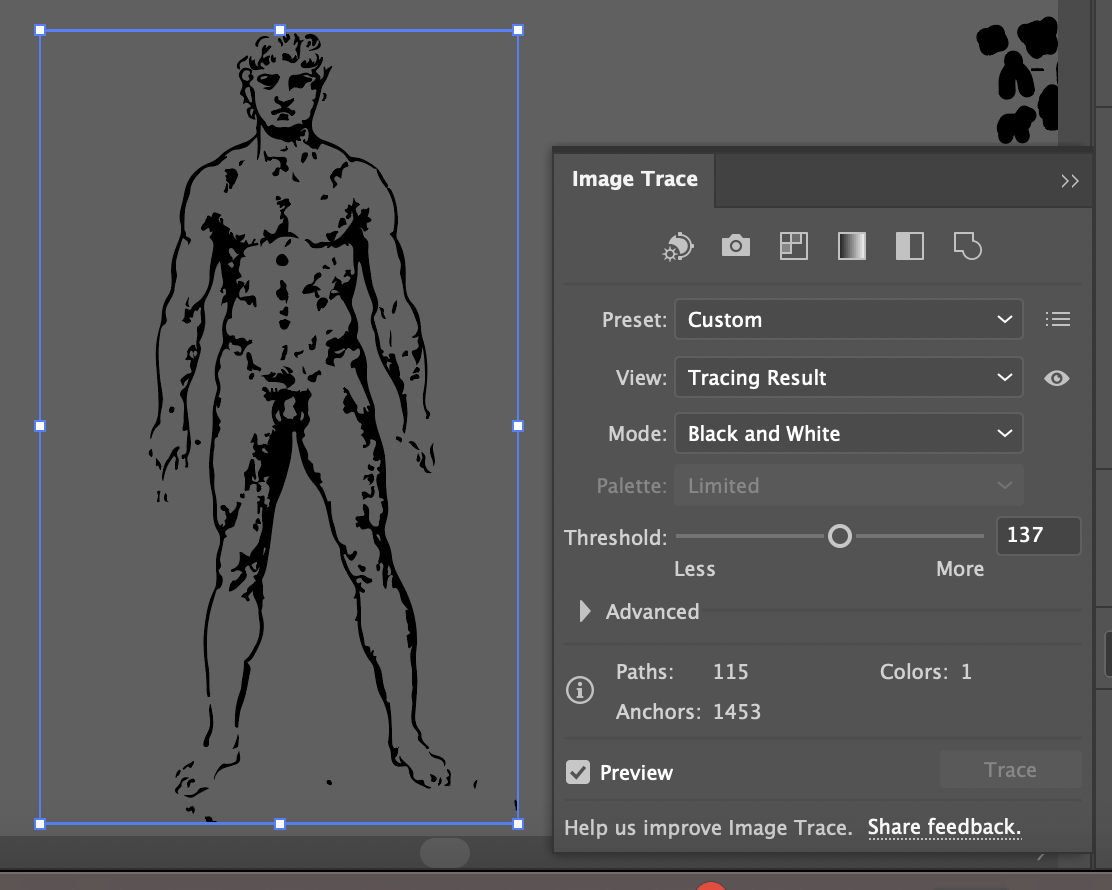 Image Trace
Preset: Custom
View: Tracing Result
Mode: Black and White
Palette: Limited
Threshold: 137
Less More
Advanced
Paths: 115 Colors: 1
Anchors: 1453
Preview Trace
Help us improve Image Trace. Share feedback.